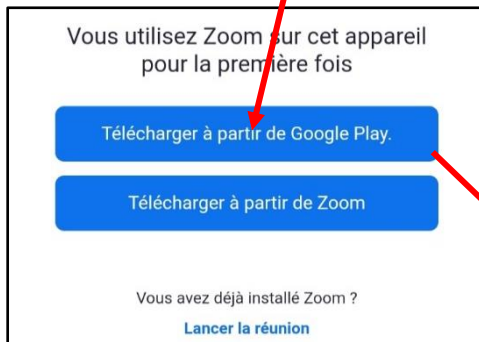 Vous utilisez Zoom sur cet appareil
pour la première fois
Télécharger à partir de Google Play.
Télécharger à partir de Zoom
Vous avez déjà installé Zoom ?
Lancer la réunion